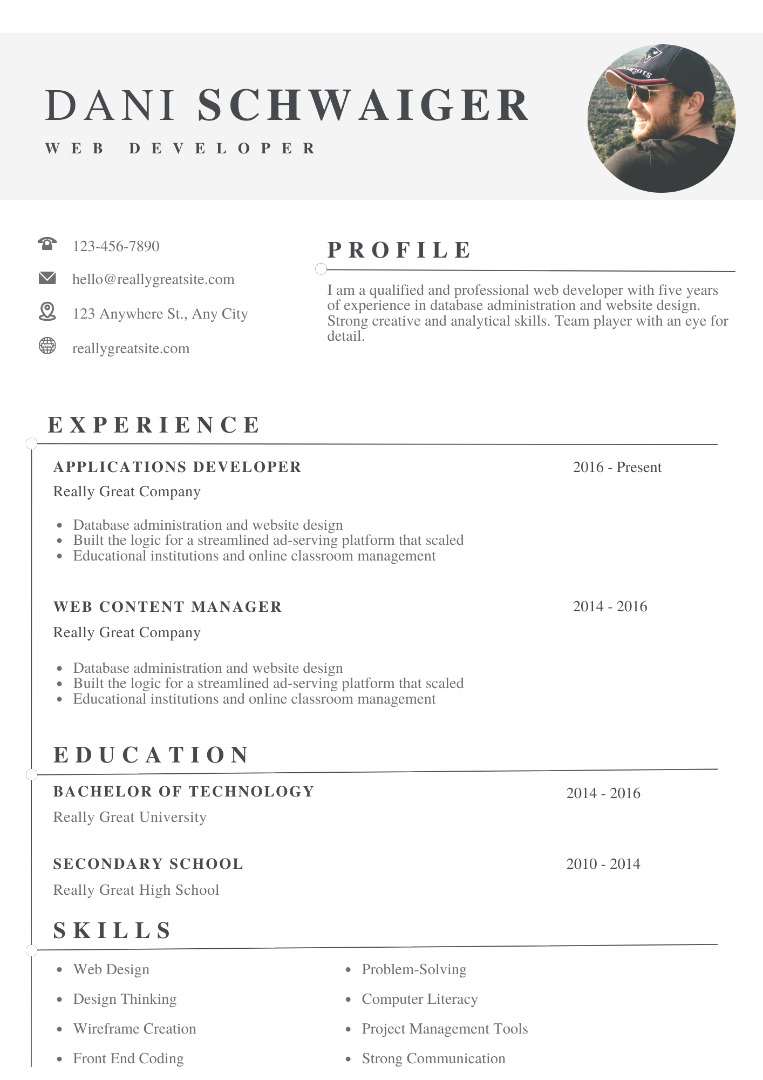 DANI SCHWAIGER
WEB DEVELOPER
123-456-7890
hello@reallygreatsite.com
123 Anywhere St., Any City
reallygreatsite.com
PROFILE
I am a qualified and professional web developer with five years
of experience in database administration and website design.
Strong creative and analytical skills. Team player with an eye for
detail.
EXPERIENCE
APPLICATIONS DEVELOPER
2016 - Present
Really Great Company
• Database administration and website design
• Built the logic for a streamlined ad-serving platform that scaled
• Educational institutions and online classroom management
WEB CONTENT MANAGER
2014 - 2016
Really Great Company
• Database administration and website design
• Built the logic for a streamlined ad-serving platform that scaled
• Educational institutions and online classroom management
EDUCATION
BACHELOR OF TECHNOLOGY
2014 - 2016
Really Great University
SECONDARY SCHOOL
2010 - 2014
Really Great High School
SKILLS
• Web Design
• Design Thinking
• Wireframe Creation
• Front End Coding
• Problem-Solving
• Computer Literacy
• Project Management Tools
• Strong Communication